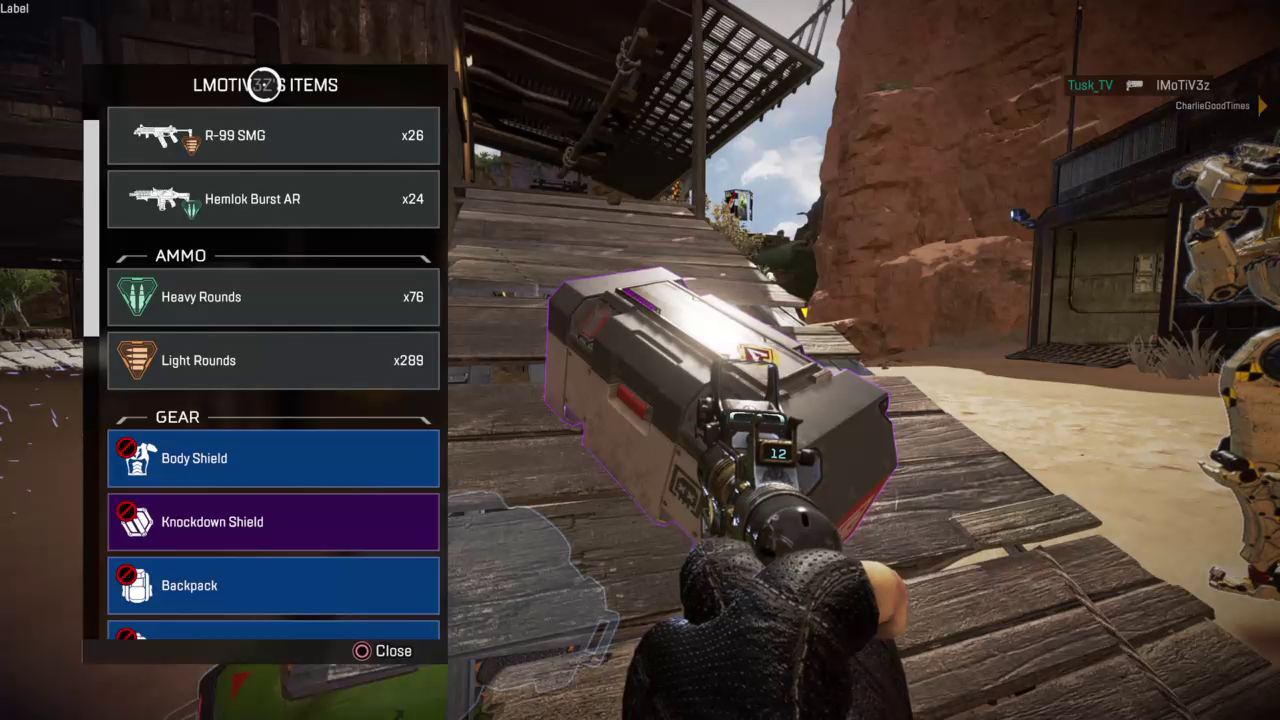 Label
LMOTIV3Z'S ITEMS
R-99 SMG x26
Hemlok Burst AR x24
AMMO
Heavy Rounds x76
Light Rounds x289
GEAR
Body Shield
Knockdown Shield
Backpack
Close
Tusk_TV lMoTiV3z
CharlieGoodTimes
12